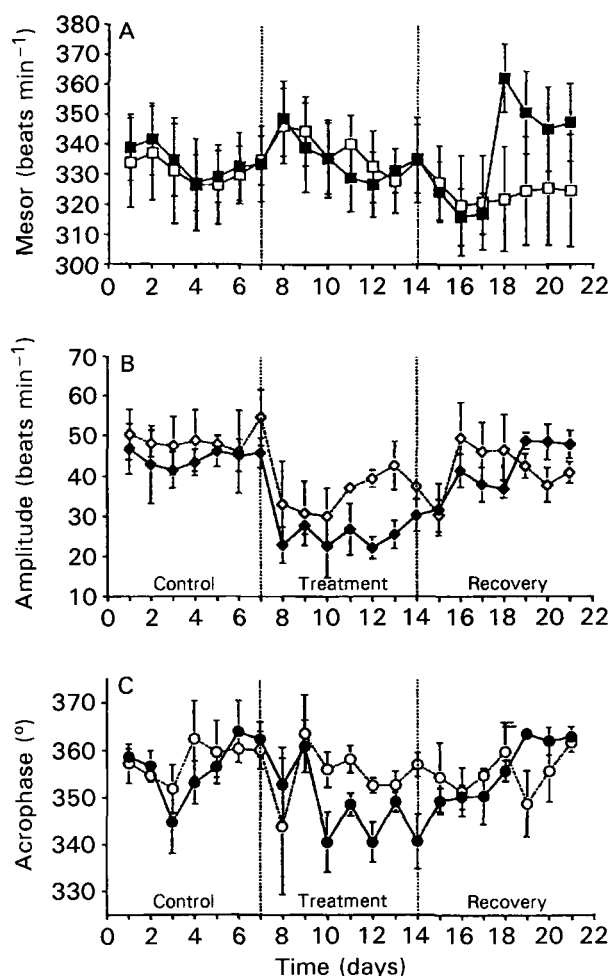 A
Mesor (beats min⁻¹)
380
370
360
350
340
330
320
310
300
0 2 4 6 8 10 12 14 16 18 20 22
B
Amplitude (beats min⁻¹)
70
60
50
40
30
20
10
Control Treatment Recovery
0 2 4 6 8 10 12 14 16 18 20 22
C
Acrophase (º)
370
360
350
340
330
Control Treatment Recovery
0 2 4 6 8 10 12 14 16 18 20 22
Time (days)